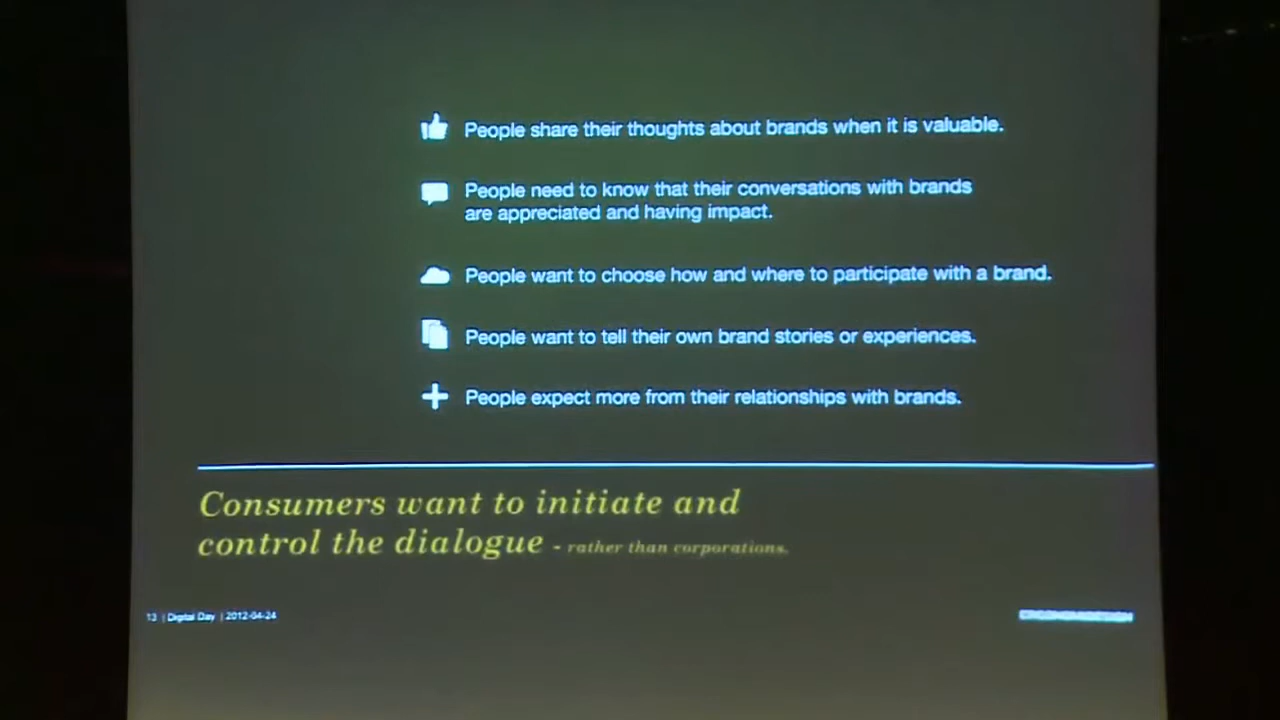 People share their thoughts about brands when it is valuable.
People need to know that their conversations with brands
are appreciated and having impact.
People want to choose how and where to participate with a brand.
People want to tell their own brand stories or experiences.
People expect more from their relationships with brands.
Consumers want to initiate and
control the dialogue - rather than corporations.
13 | Digital Day | 2012-04-24